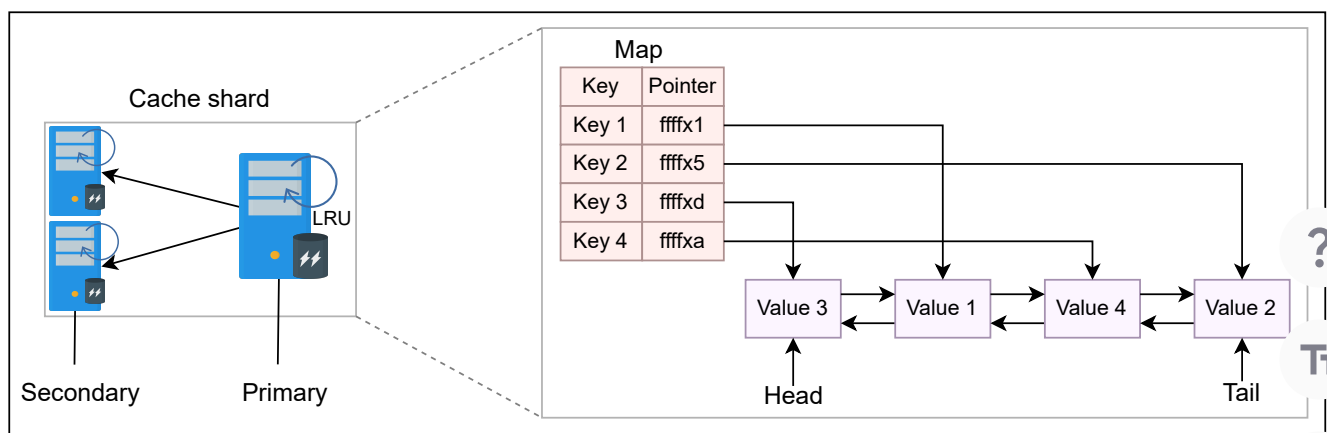 Cache shard
LRU
Secondary
Primary
Map
Key Pointer
Key 1 ffffx1
Key 2 ffffx5
Key 3 ffffxd
Key 4 ffffxa
Value 3 Value 1 Value 4 Value 2
Head
Tail
?